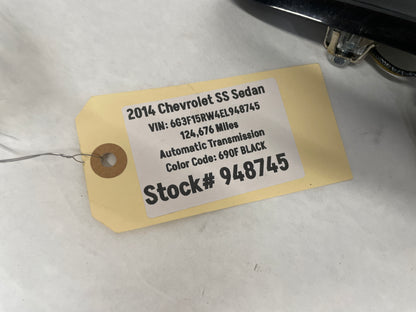 2014 Chevrolet SS Sedan
VIN: 6G3F15RW4EL948745
124,676 Miles
Automatic Transmission
Color Code: 690F BLACK
Stock# 948745